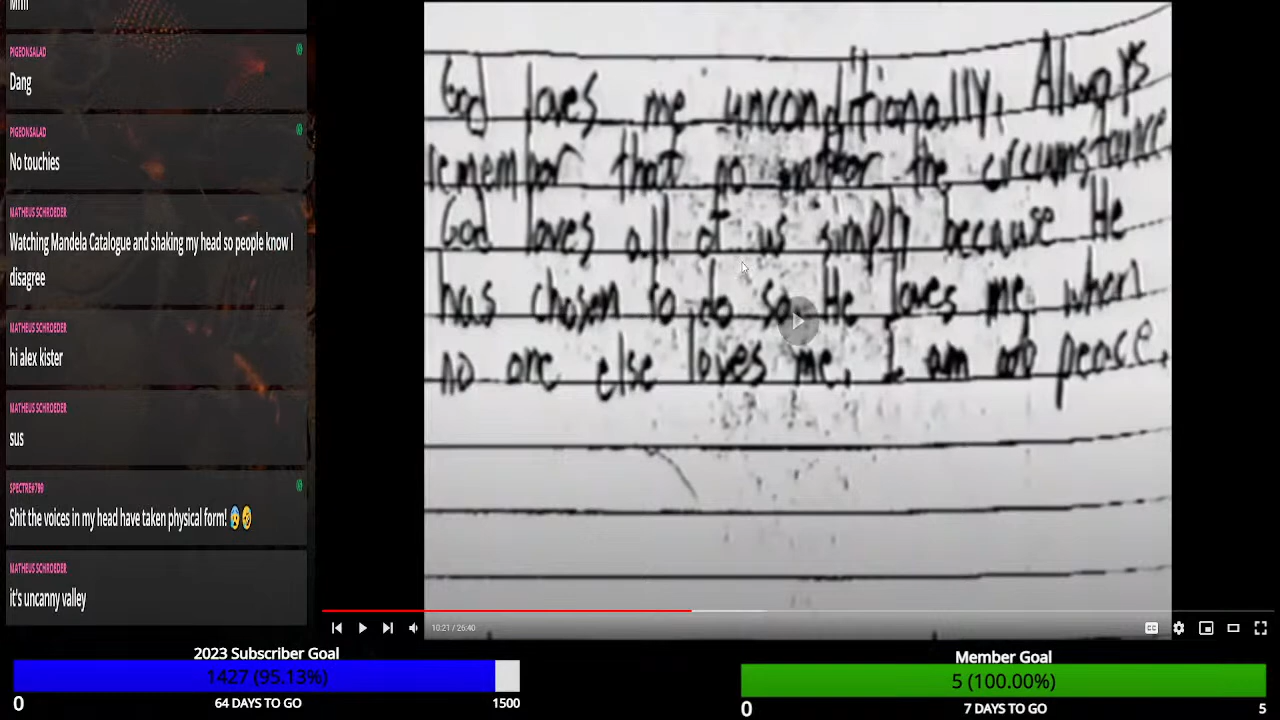 Mmm
PIGEONSALAD
Dang
PIGEONSALAD
No touchies
MATHEUS SCHROEDER
Watching Mandela Catalogue and shaking my head so people know I
disagree
MATHEUS SCHROEDER
hi alex kister
MATHEUS SCHROEDER
sus
SPECTRE#799
Shit the voices in my head have taken physical form! 😰🤣
MATHEUS SCHROEDER
it's uncanny valley
God loves me unconditionally. Always
remember that no matter the circumstance
God loves all of us simply because He
has chosen to do so. He loves me when
no one else loves me. I am at peace.
10:21 / 26:40
CC
2023 Subscriber Goal
1427 (95.13%)
0 64 DAYS TO GO 1500
Member Goal
5 (100.00%)
0 7 DAYS TO GO 5